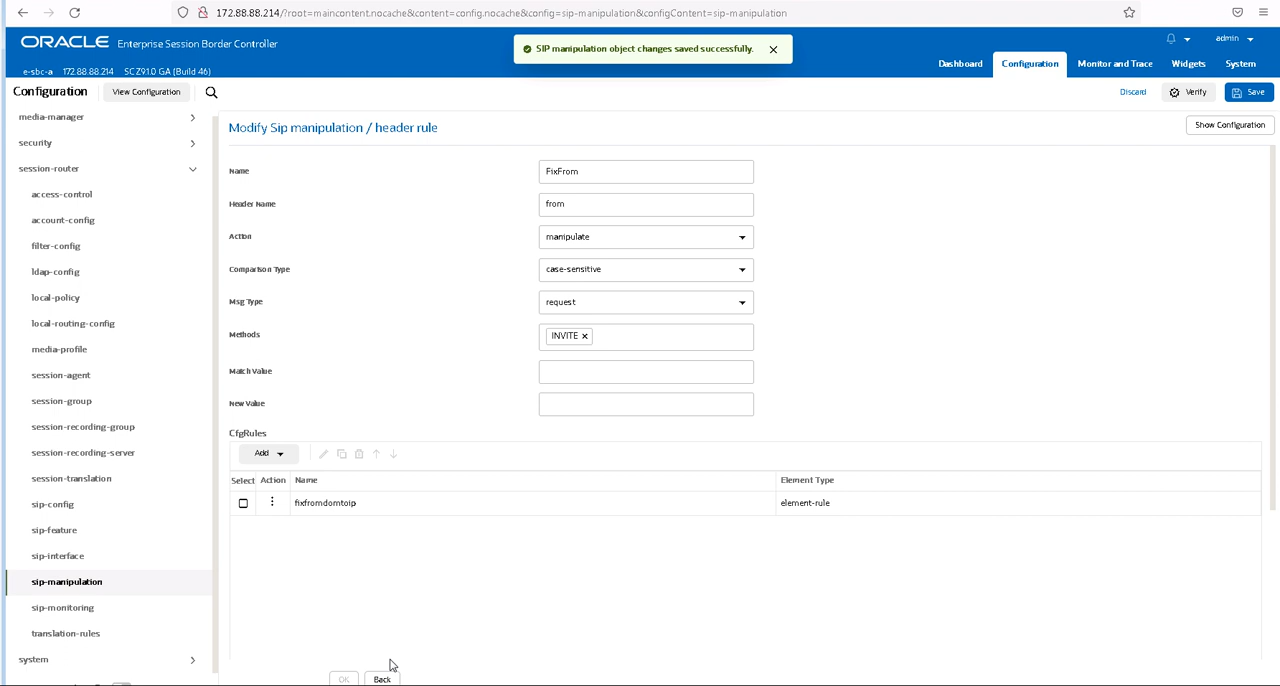 172.88.88.214/?root=maincontent.nocache&content=config.nocache&config=sip-manipulation&configContent=sip-manipulation
ORACLE Enterprise Session Border Controller
SIP manipulation object changes saved successfully.
admin
e-sbc-a 172.88.88.214 SCZ9.1.0 GA (Build 46)
Dashboard Configuration Monitor and Trace Widgets System
Configuration View Configuration Discard Verify Save
media-manager
security
session-router
access-control
account-config
filter-config
ldap-config
local-policy
local-routing-config
media-profile
session-agent
session-group
session-recording-group
session-recording-server
session-translation
sip-config
sip-feature
sip-interface
sip-manipulation
sip-monitoring
translation-rules
system
Modify Sip manipulation / header rule
Show Configuration
Name FixFrom
Header Name from
Action manipulate
Comparison Type case-sensitive
Msg Type request
Methods INVITE
Match Value
New Value
CfgRules
Add
Select Action Name Element Type
fixfromdomtoip element-rule
OK Back